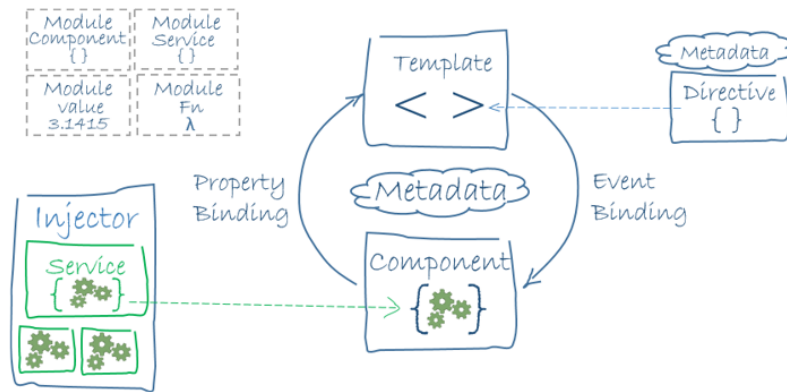 Module
Component
{ }
Module
Service
{ }
Module
value
3.1415
Module
Fn
λ
Template
< >
Metadata
Directive
{ }
Property
Binding
Metadata
Event
Binding
Injector
Service
{ }
Component
{ }